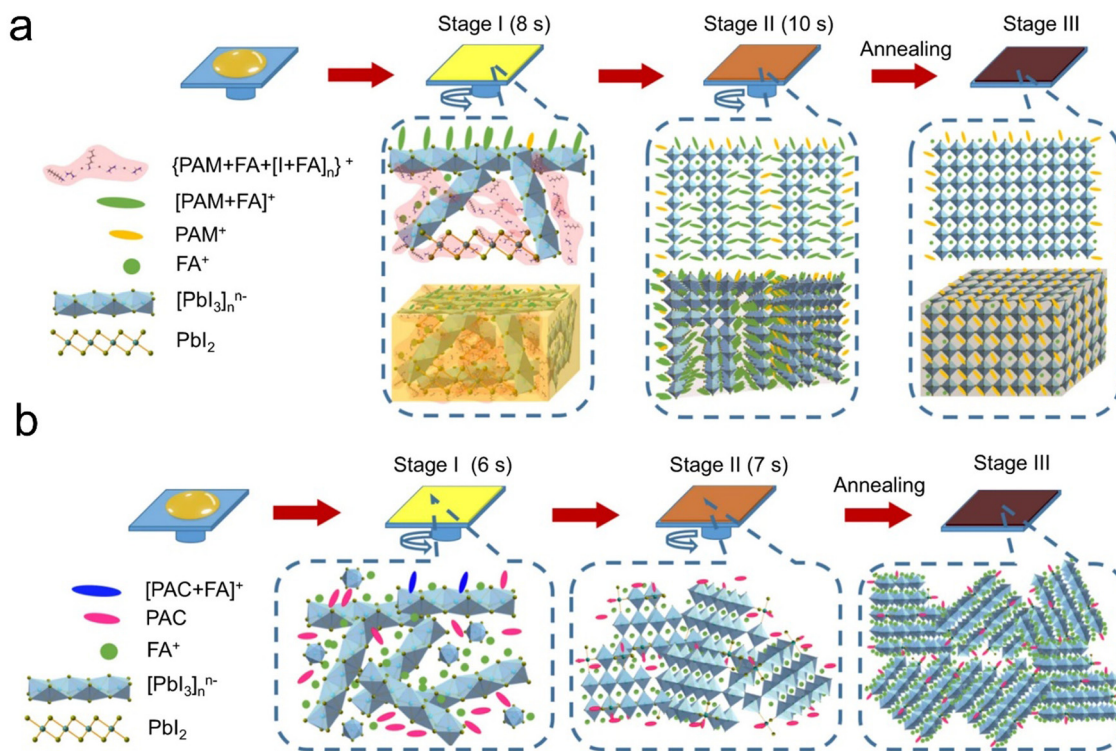 a
Stage I (8 s)
Stage II (10 s)
Stage III
Annealing
{PAM+FA+[I+FA]n}+
[PAM+FA]+
PAM+
FA+
[PbI3]nn-
PbI2
b
Stage I (6 s)
Stage II (7 s)
Stage III
Annealing
[PAC+FA]+
PAC
FA+
[PbI3]nn-
PbI2